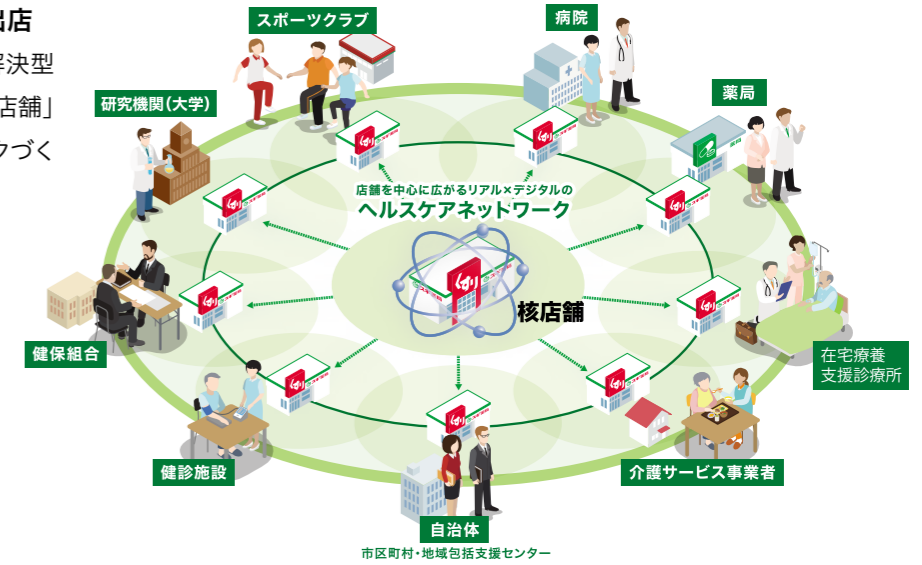 出店
解決型
店舗」
クづく
スポーツクラブ
病院
研究機関(大学)
薬局
店舗を中心に広がるリアル×デジタルの
ヘルスケアネットワーク
核店舗
健保組合
在宅療養
支援診療所
健診施設
介護サービス事業者
自治体
市区町村・地域包括支援センター